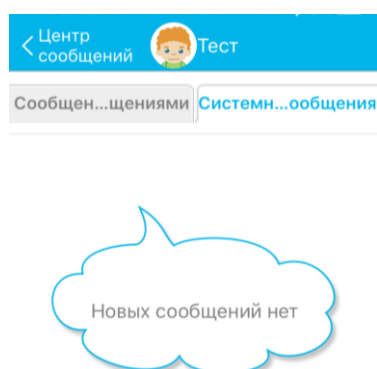 Центр
сообщений
Тест
Сообщен...щениями
Системн...ообщения
Новых сообщений нет